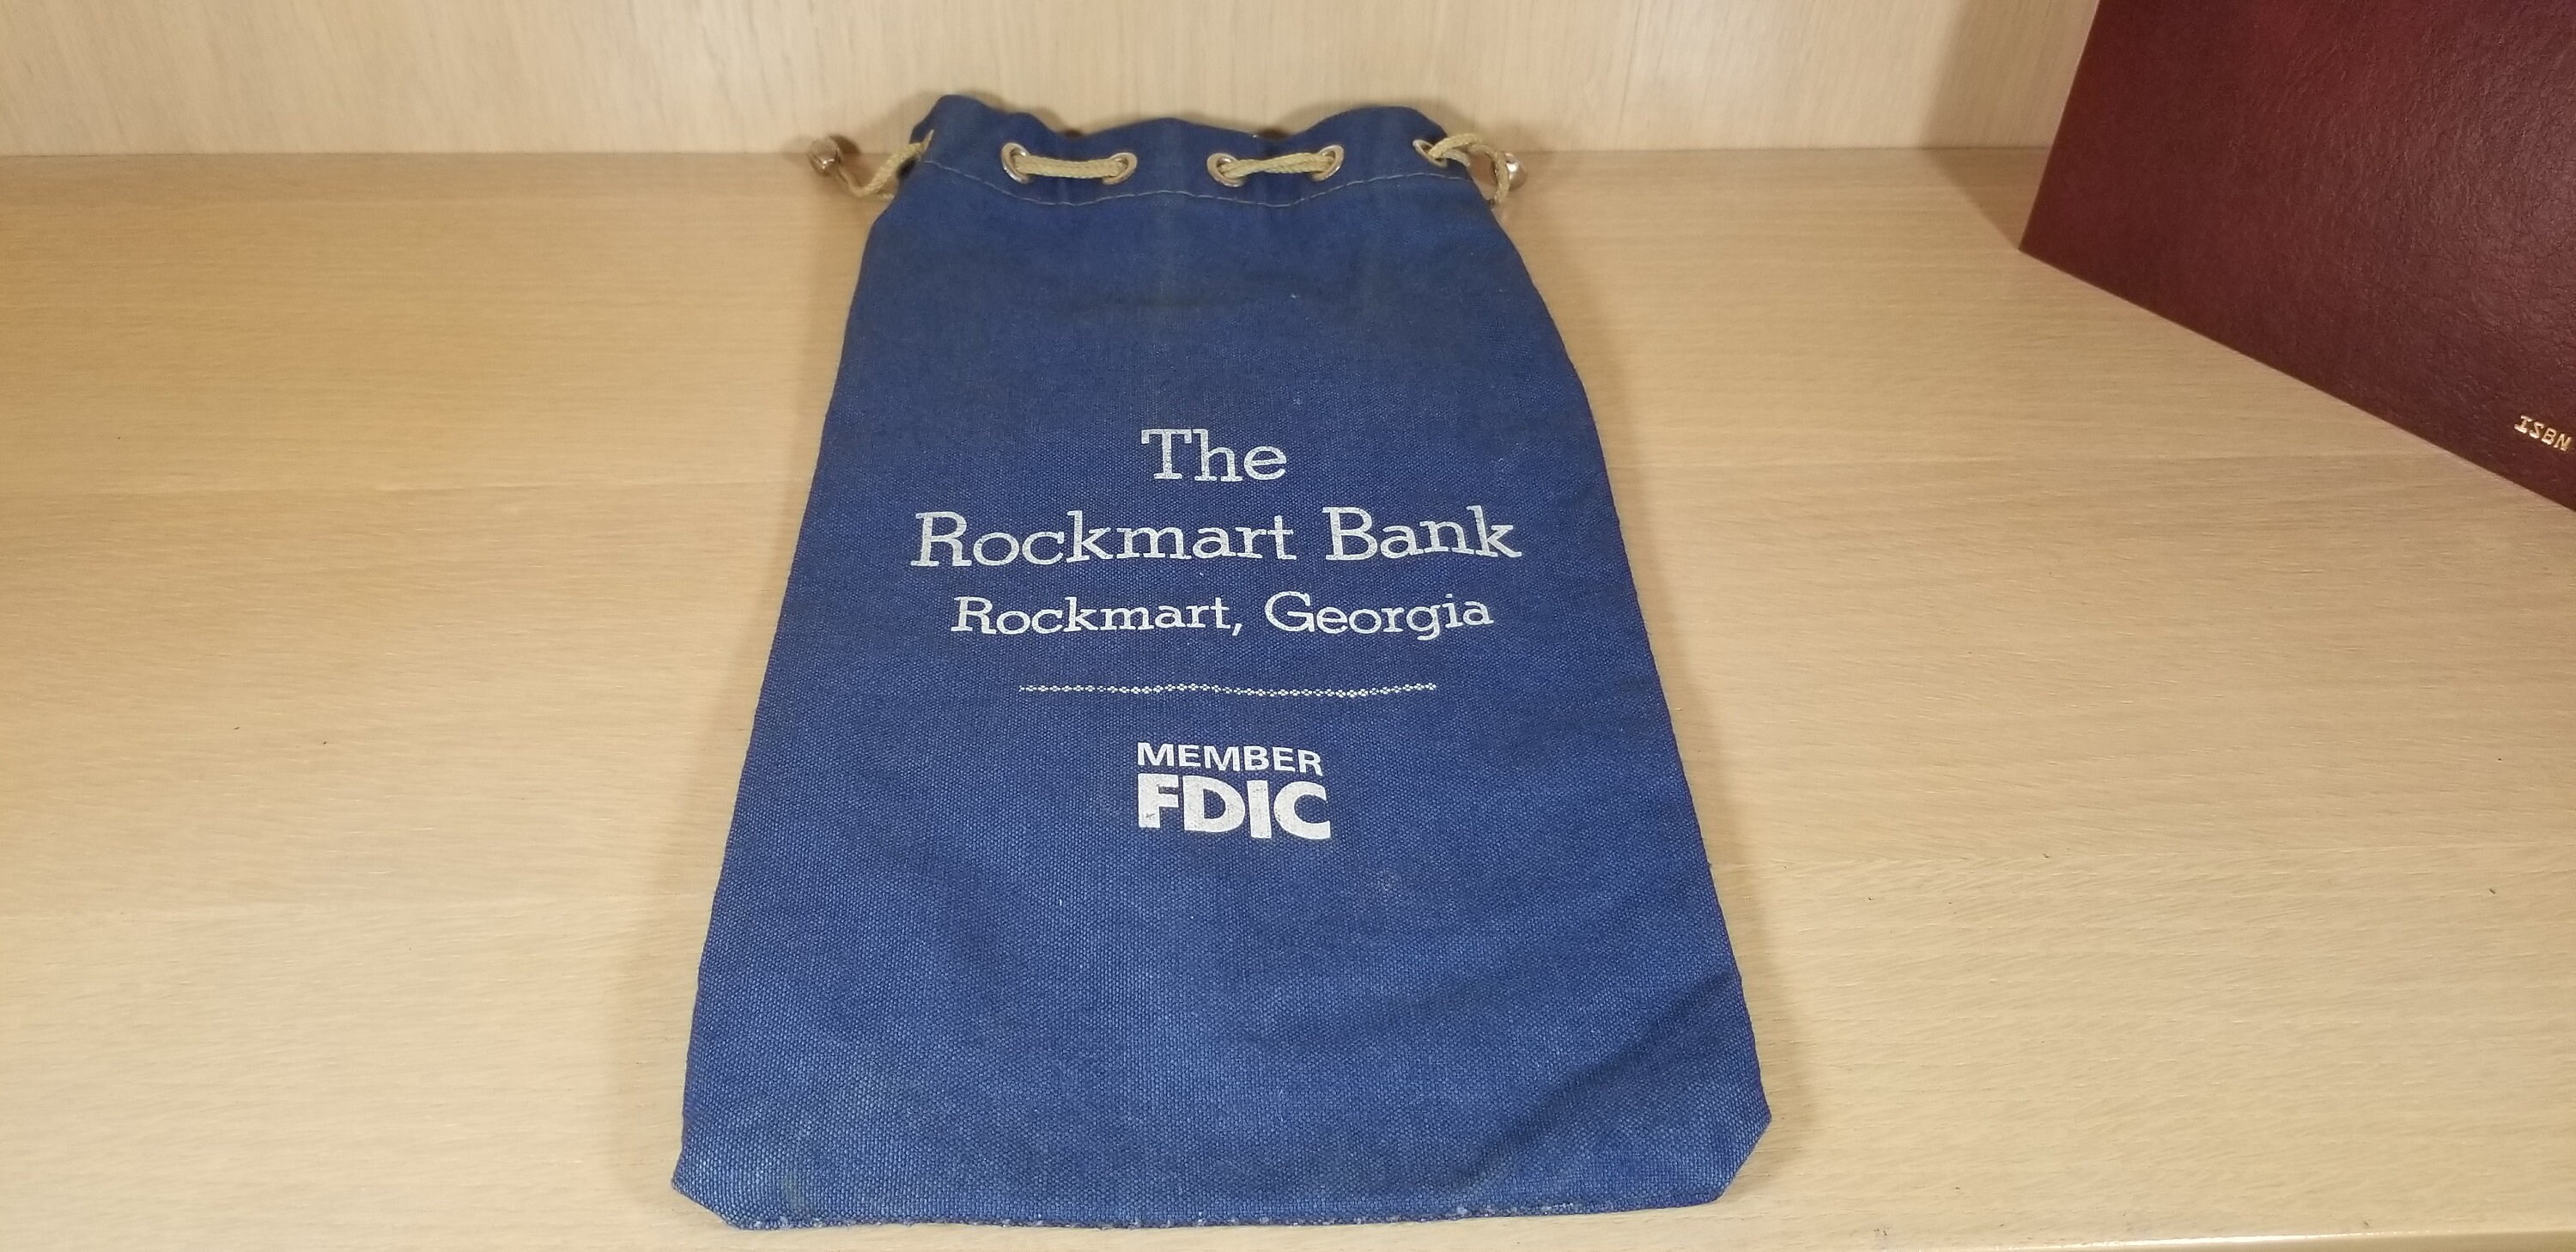 The
Rockmart Bank
Rockmart, Georgia
MEMBER
FDIC
ISBN